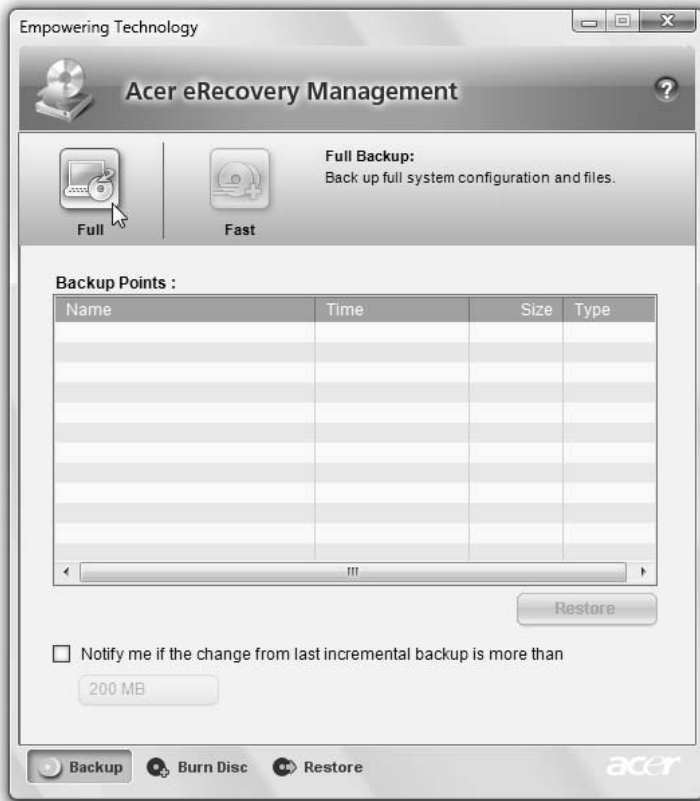 Empowering Technology
Acer eRecovery Management
?
Full Backup:
Back up full system configuration and files.
Full
Fast
Backup Points :
Name Time Size Type
Restore
Notify me if the change from last incremental backup is more than
200 MB
Backup Burn Disc Restore
acer